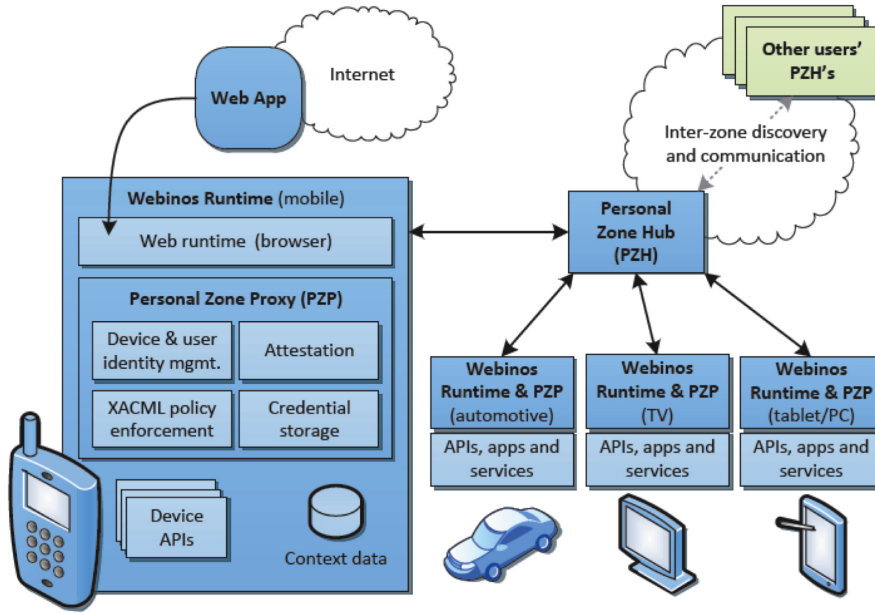 Internet
Web App
Other users'
PZH's
Inter-zone discovery
and communication
Webinos Runtime (mobile)
Web runtime (browser)
Personal Zone Proxy (PZP)
Device & user
identity mgmt.
Attestation
XACML policy
enforcement
Credential
storage
Device
APIs
Context data
Personal
Zone Hub
(PZH)
Webinos
Runtime & PZP
(automotive)
APIs, apps and
services
Webinos
Runtime & PZP
(TV)
APIs, apps and
services
Webinos
Runtime & PZP
(tablet/PC)
APIs, apps and
services